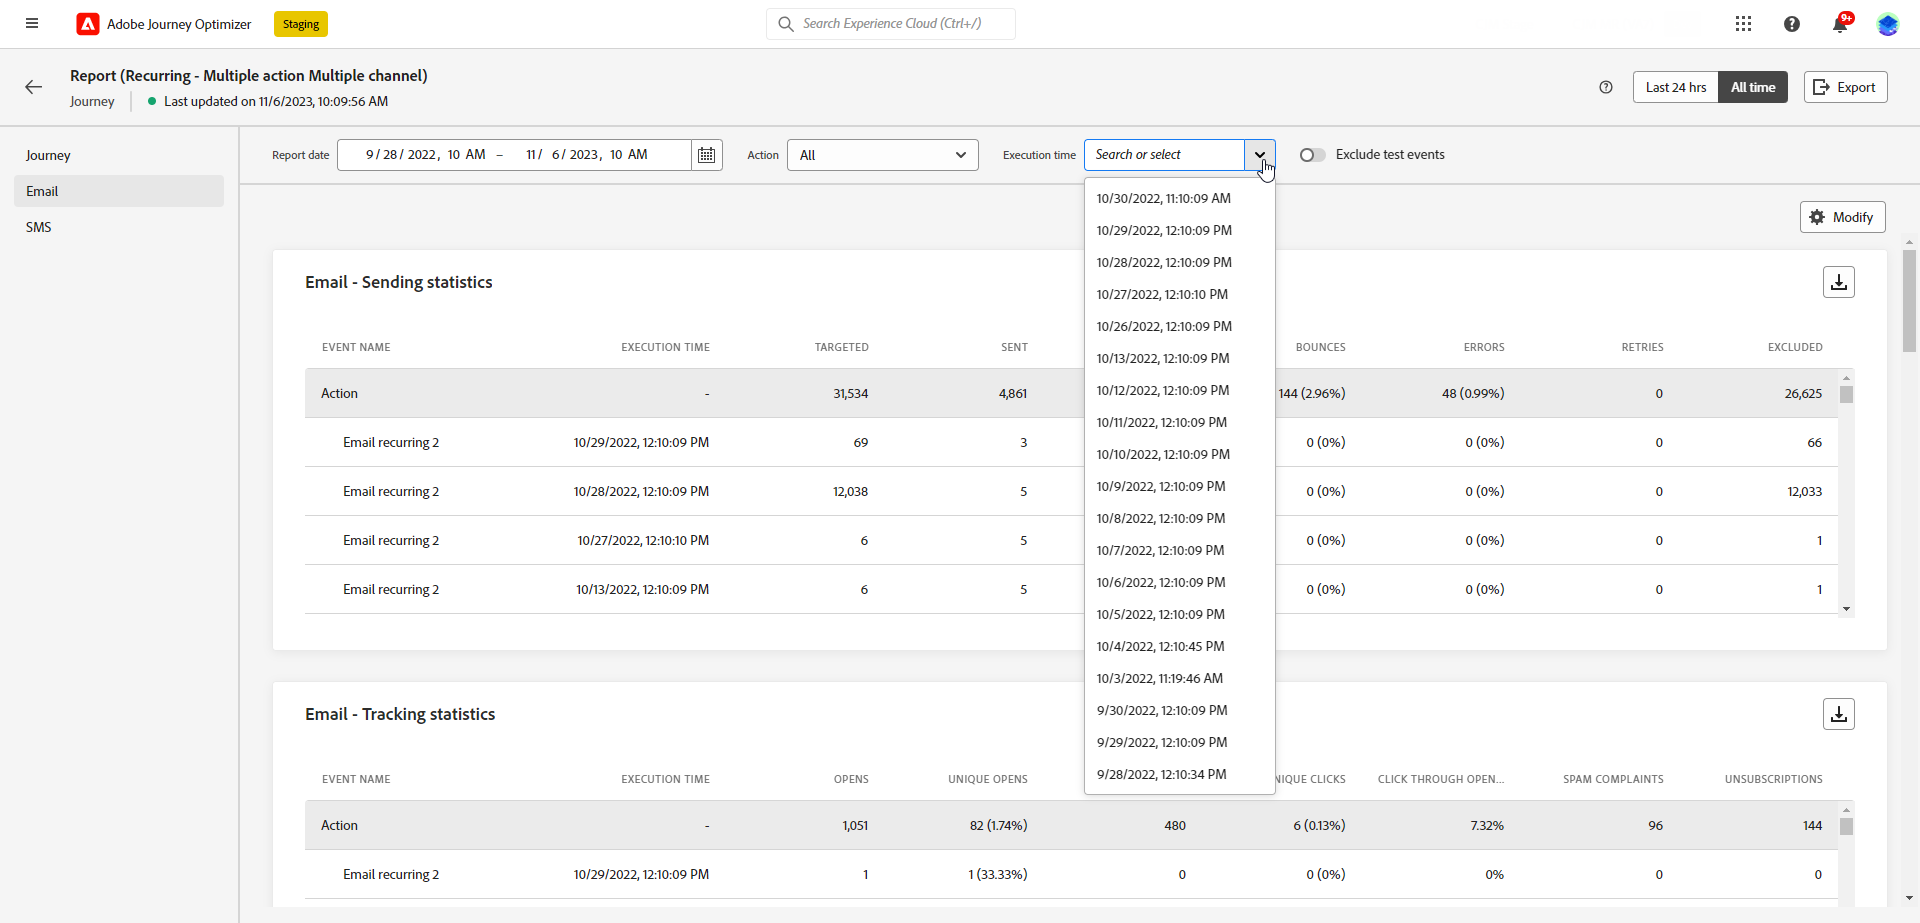 Adobe Journey Optimizer Staging Search Experience Cloud (Ctrl+/) 9+
Report (Recurring - Multiple action Multiple channel)
Journey Last updated on 11/6/2023, 10:09:56 AM Last 24 hrs All time Export
Journey
Email
SMS
Report date 9/28/2022, 10 AM – 11/ 6/2023, 10 AM Action All Execution time Search or select Exclude test events
10/30/2022, 11:10:09 AM
10/29/2022, 12:10:09 PM
10/28/2022, 12:10:09 PM
10/27/2022, 12:10:10 PM
10/26/2022, 12:10:09 PM
10/13/2022, 12:10:09 PM
10/12/2022, 12:10:09 PM
10/11/2022, 12:10:09 PM
10/10/2022, 12:10:09 PM
10/9/2022, 12:10:09 PM
10/8/2022, 12:10:09 PM
10/7/2022, 12:10:09 PM
10/6/2022, 12:10:09 PM
10/5/2022, 12:10:09 PM
10/4/2022, 12:10:45 PM
10/3/2022, 11:19:46 AM
9/30/2022, 12:10:09 PM
9/29/2022, 12:10:09 PM
9/28/2022, 12:10:34 PM
Modify
Email - Sending statistics
EVENT NAME EXECUTION TIME TARGETED SENT BOUNCES ERRORS RETRIES EXCLUDED
Action - 31,534 4,861 144 (2.96%) 48 (0.99%) 0 26,625
Email recurring 2 10/29/2022, 12:10:09 PM 69 3 0 (0%) 0 (0%) 0 66
Email recurring 2 10/28/2022, 12:10:09 PM 12,038 5 0 (0%) 0 (0%) 0 12,033
Email recurring 2 10/27/2022, 12:10:10 PM 6 5 0 (0%) 0 (0%) 0 1
Email recurring 2 10/13/2022, 12:10:09 PM 6 5 0 (0%) 0 (0%) 0 1
Email - Tracking statistics
EVENT NAME EXECUTION TIME OPENS UNIQUE OPENS NIQUE CLICKS CLICK THROUGH OPEN... SPAM COMPLAINTS UNSUBSCRIPTIONS
Action - 1,051 82 (1.74%) 480 6 (0.13%) 7.32% 96 144
Email recurring 2 10/29/2022, 12:10:09 PM 1 1 (33.33%) 0 0 (0%) 0% 0 0